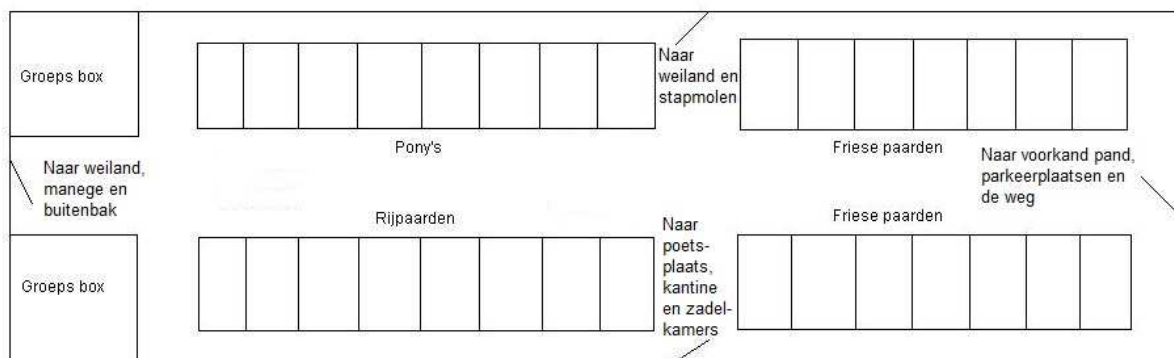 Groeps box
Pony's
Naar
weiland en
stapmolen
Friese paarden
Naar weiland,
manege en
buitenbak
Naar voorkand pand,
parkeerplaatsen en
de weg
Rijpaarden
Friese paarden
Groeps box
Naar
poets-
plaats,
kantine
en zadel-
kamers